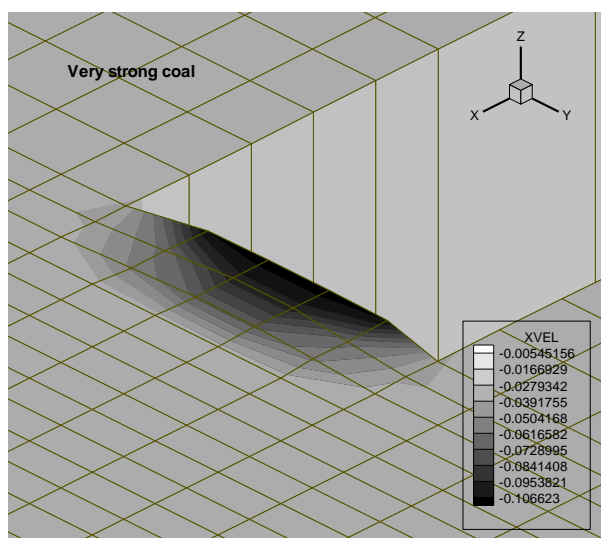 Very strong coal
Z
X
Y
XVEL
-0.00545156
-0.0166929
-0.0279342
-0.0391755
-0.0504168
-0.0616582
-0.0728995
-0.0841408
-0.0953821
-0.106623